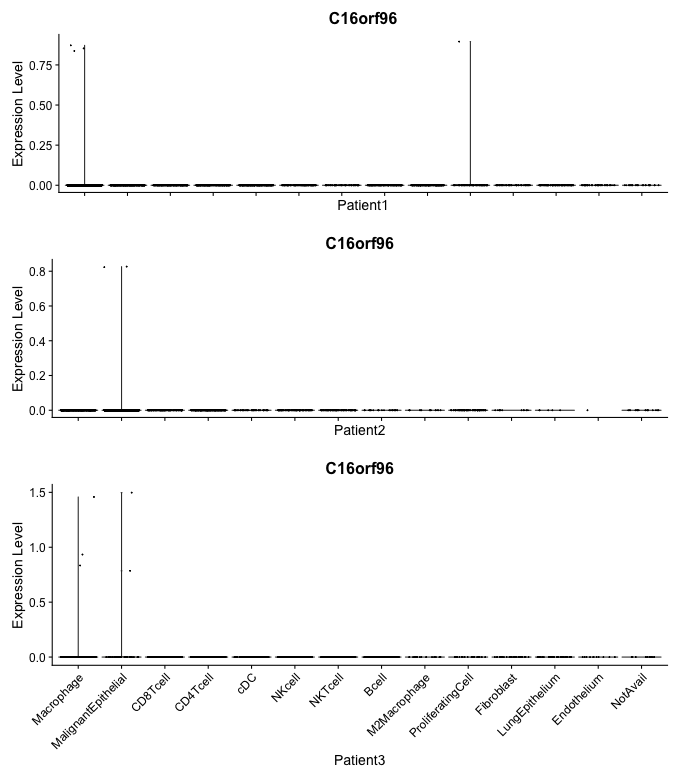 C16orf96
Expression Level
0.75
0.50
0.25
0.00
Patient1
C16orf96
Expression Level
0.8
0.6
0.4
0.2
0.0
Patient2
C16orf96
Expression Level
1.5
1.0
0.5
0.0
Macrophage
MalignantEpithelial
CD8Tcell
CD4Tcell
cDC
NKcell
NKTcell
Bcell
M2Macrophage
ProliferatingCell
Fibroblast
LungEpithelium
Endothelium
NotAvail
Patient3